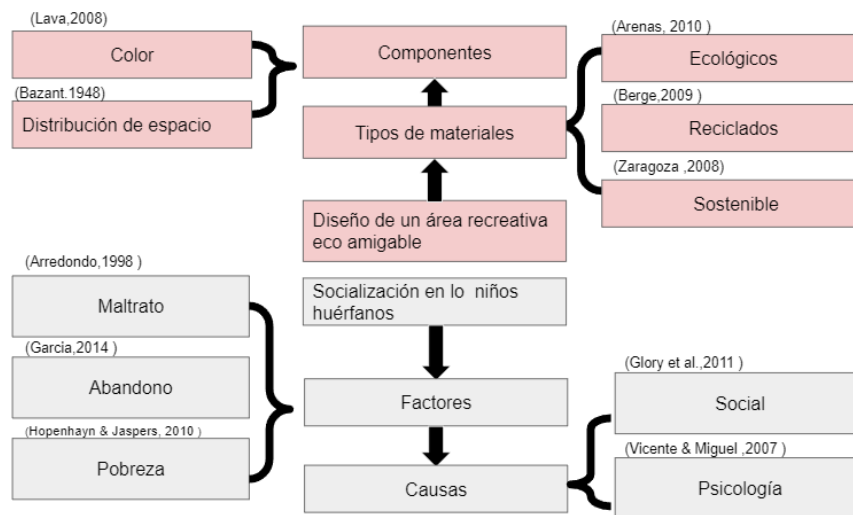 (Lava,2008)
Color
(Bazant.1948)
Distribución de espacio
Componentes
Tipos de materiales
Diseño de un área recreativa
eco amigable
(Arenas, 2010 )
Ecológicos
(Berge,2009 )
Reciclados
(Zaragoza ,2008)
Sostenible
(Arredondo,1998 )
Maltrato
(García,2014 )
Abandono
(Hopenhayn & Jaspers, 2010 )
Pobreza
Socialización en lo niños
huérfanos
Factores
Causas
(Glory et al.,2011 )
Social
(Vicente & Miguel ,2007 )
Psicología